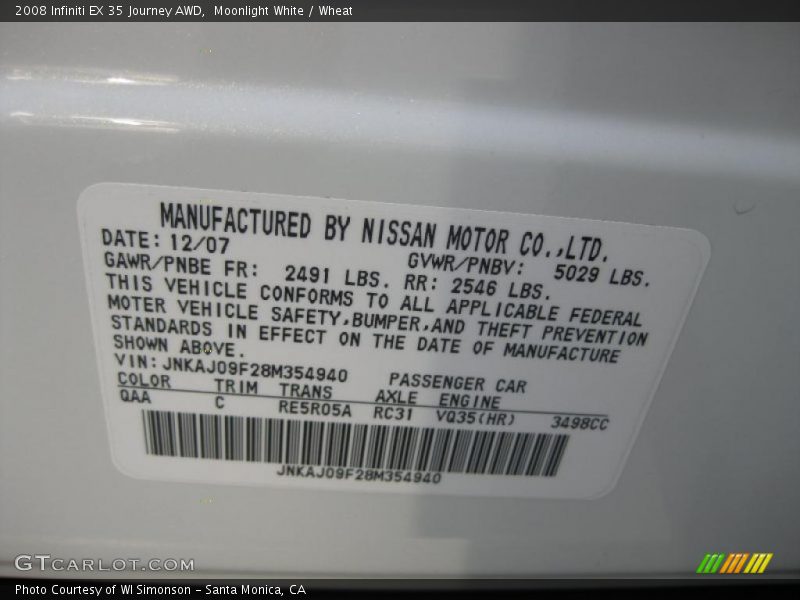 2008 Infiniti EX 35 Journey AWD,  Moonlight White / Wheat
MANUFACTURED BY NISSAN MOTOR CO.,LTD.
DATE: 12/07 GVWR/PNBV: 5029 LBS.
GAWR/PNBE FR: 2491 LBS. RR: 2546 LBS.
THIS VEHICLE CONFORMS TO ALL APPLICABLE FEDERAL
MOTER VEHICLE SAFETY,BUMPER,AND THEFT PREVENTION
STANDARDS IN EFFECT ON THE DATE OF MANUFACTURE
SHOWN ABOVE.
VIN: JNKAJ09F28M354940 PASSENGER CAR
COLOR TRIM TRANS AXLE ENGINE
QAA C RE5R05A RC31 VQ35(HR) 3498CC
JNKAJ09F28M354940
GTCARLOT.COM
Photo Courtesy of WI Simonson - Santa Monica, CA